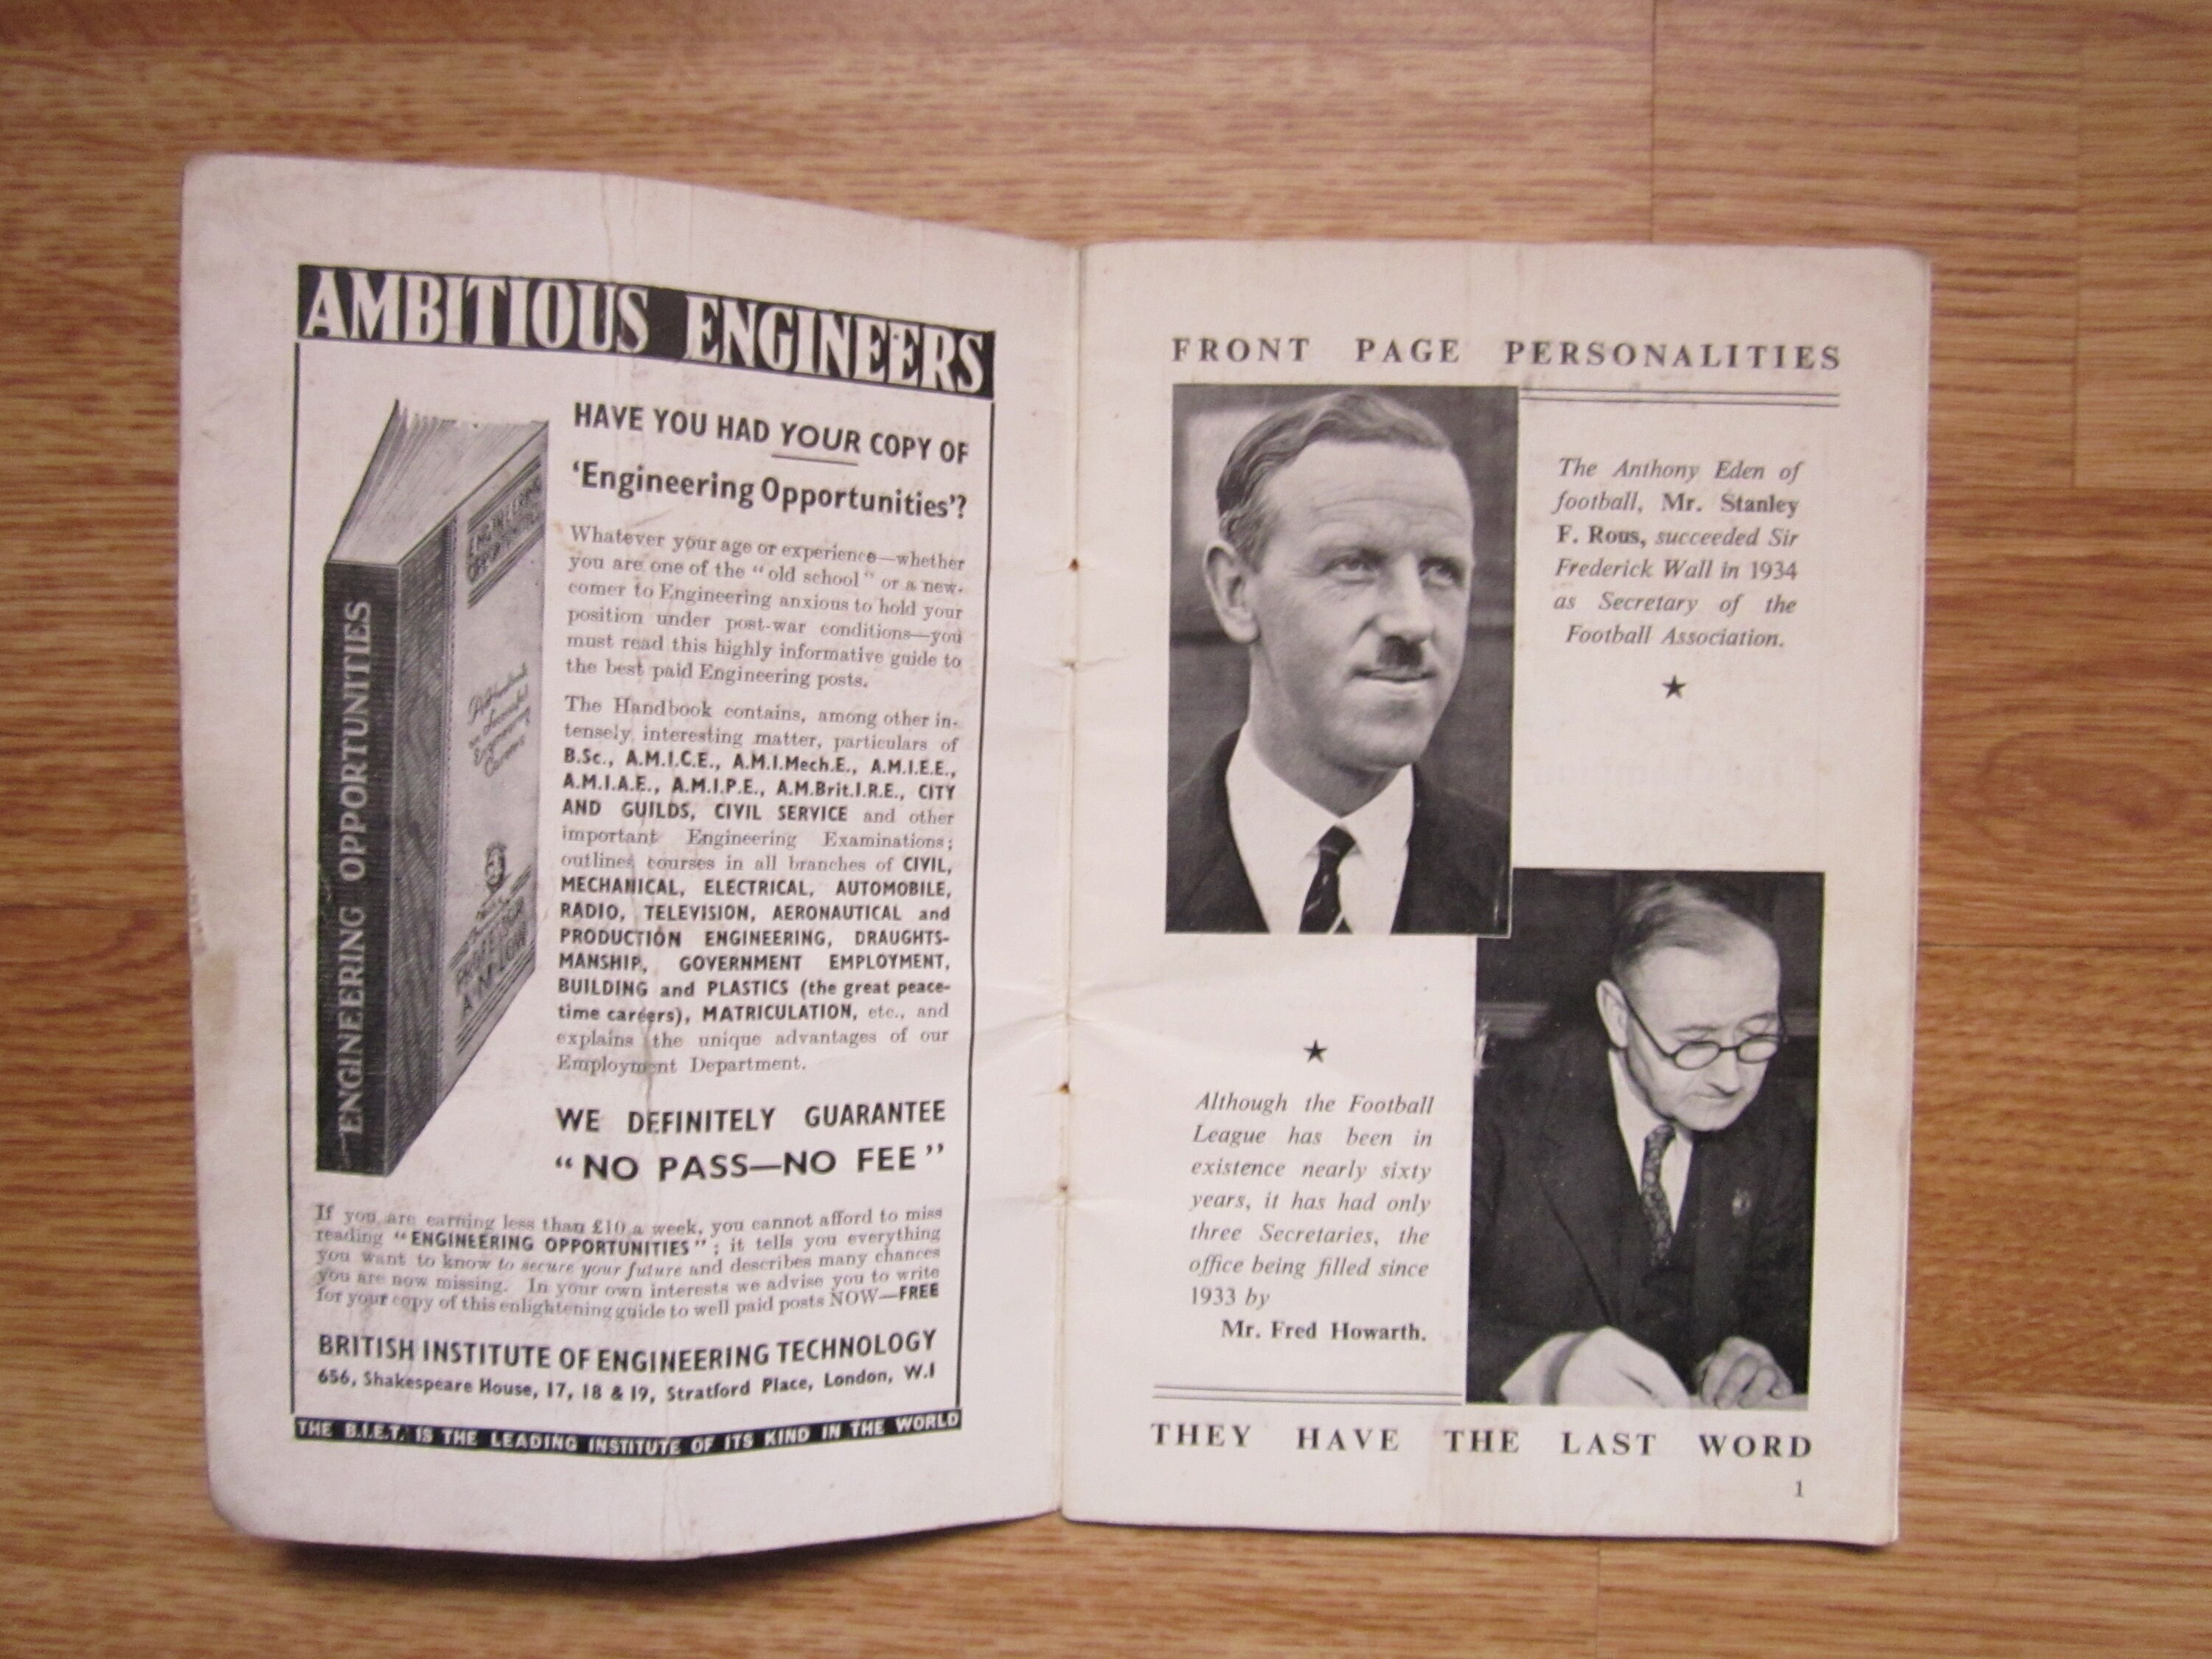 AMBITIOUS ENGINEERS
ENGINEERING OPPORTUNITIES
ENGINEERING
OPPORTUNITIES
HAVE YOU HAD YOUR COPY OF
'Engineering Opportunities'?
Whatever your age or experience—whether
you are one of the "old school" or a new-
comer to Engineering anxious to hold your
position under post-war conditions—you
must read this highly informative guide to
the best paid Engineering posts.
The Handbook contains, among other in-
tensely interesting matter, particulars of
B.Sc., A.M.I.C.E., A.M.I.Mech.E., A.M.I.E.E.,
A.M.I.A.E., A.M.I.P.E., A.M.Brit.I.R.E., CITY
AND GUILDS, CIVIL SERVICE and other
important Engineering Examinations;
outlines courses in all branches of CIVIL,
MECHANICAL, ELECTRICAL, AUTOMOBILE,
RADIO, TELEVISION, AERONAUTICAL and
PRODUCTION ENGINEERING, DRAUGHTS-
MANSHIP, GOVERNMENT EMPLOYMENT,
BUILDING and PLASTICS (the great peace-
time careers), MATRICULATION, etc., and
explains the unique advantages of our
Employment Department.
WE DEFINITELY GUARANTEE
"NO PASS—NO FEE"
If you are earning less than £10 a week, you cannot afford to miss
reading "ENGINEERING OPPORTUNITIES"; it tells you everything
you want to know to secure your future and describes many chances
you are now missing. In your own interests we advise you to write
for your copy of this enlightening guide to well paid posts NOW—FREE
BRITISH INSTITUTE OF ENGINEERING TECHNOLOGY
656, Shakespeare House, 17, 18 & 19, Stratford Place, London, W.1
THE B.I.E.T. IS THE LEADING INSTITUTE OF ITS KIND IN THE WORLD
FRONT PAGE PERSONALITIES
The Anthony Eden of
football, Mr. Stanley
F. Rous, succeeded Sir
Frederick Wall in 1934
as Secretary of the
Football Association.
Although the Football
League has been in
existence nearly sixty
years, it has had only
three Secretaries, the
office being filled since
1933 by
Mr. Fred Howarth.
THEY HAVE THE LAST WORD
1